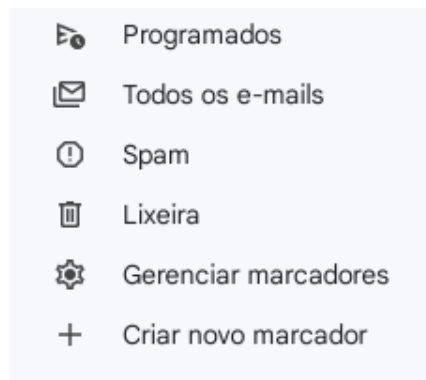 Programados
Todos os e-mails
Spam
Lixeira
Gerenciar marcadores
Criar novo marcador